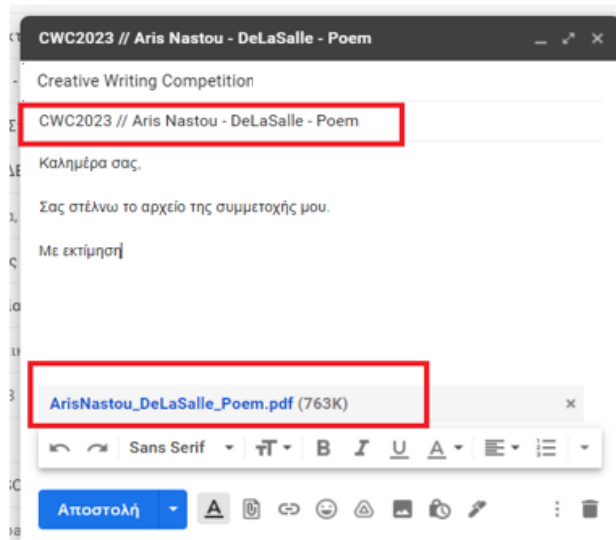 CWC2023 // Aris Nastou - DeLaSalle - Poem
Creative Writing Competition
CWC2023 // Aris Nastou - DeLaSalle - Poem
Καλημέρα σας,
Σας στέλνω το αρχείο της συμμετοχής μου.
Με εκτίμηση
ArisNastou_DeLaSalle_Poem.pdf (763K)
Sans Serif
Αποστολή